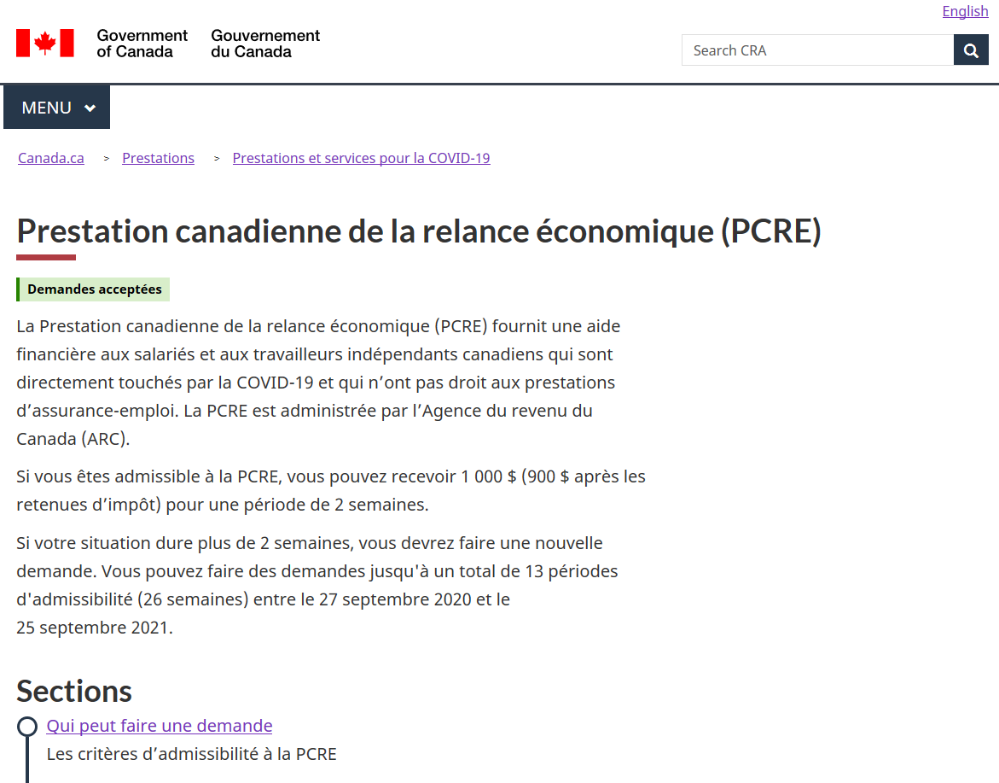 English
Government
of Canada
Gouvernement
du Canada
Search CRA
MENU
Canada.ca > Prestations > Prestations et services pour la COVID-19
Prestation canadienne de la relance économique (PCRE)
Demandes acceptées
La Prestation canadienne de la relance économique (PCRE) fournit une aide
financière aux salariés et aux travailleurs indépendants canadiens qui sont
directement touchés par la COVID-19 et qui n’ont pas droit aux prestations
d’assurance-emploi. La PCRE est administrée par l’Agence du revenu du
Canada (ARC).
Si vous êtes admissible à la PCRE, vous pouvez recevoir 1 000 $ (900 $ après les
retenues d’impôt) pour une période de 2 semaines.
Si votre situation dure plus de 2 semaines, vous devrez faire une nouvelle
demande. Vous pouvez faire des demandes jusqu'à un total de 13 périodes
d'admissibilité (26 semaines) entre le 27 septembre 2020 et le
25 septembre 2021.
Sections
Qui peut faire une demande
Les critères d’admissibilité à la PCRE